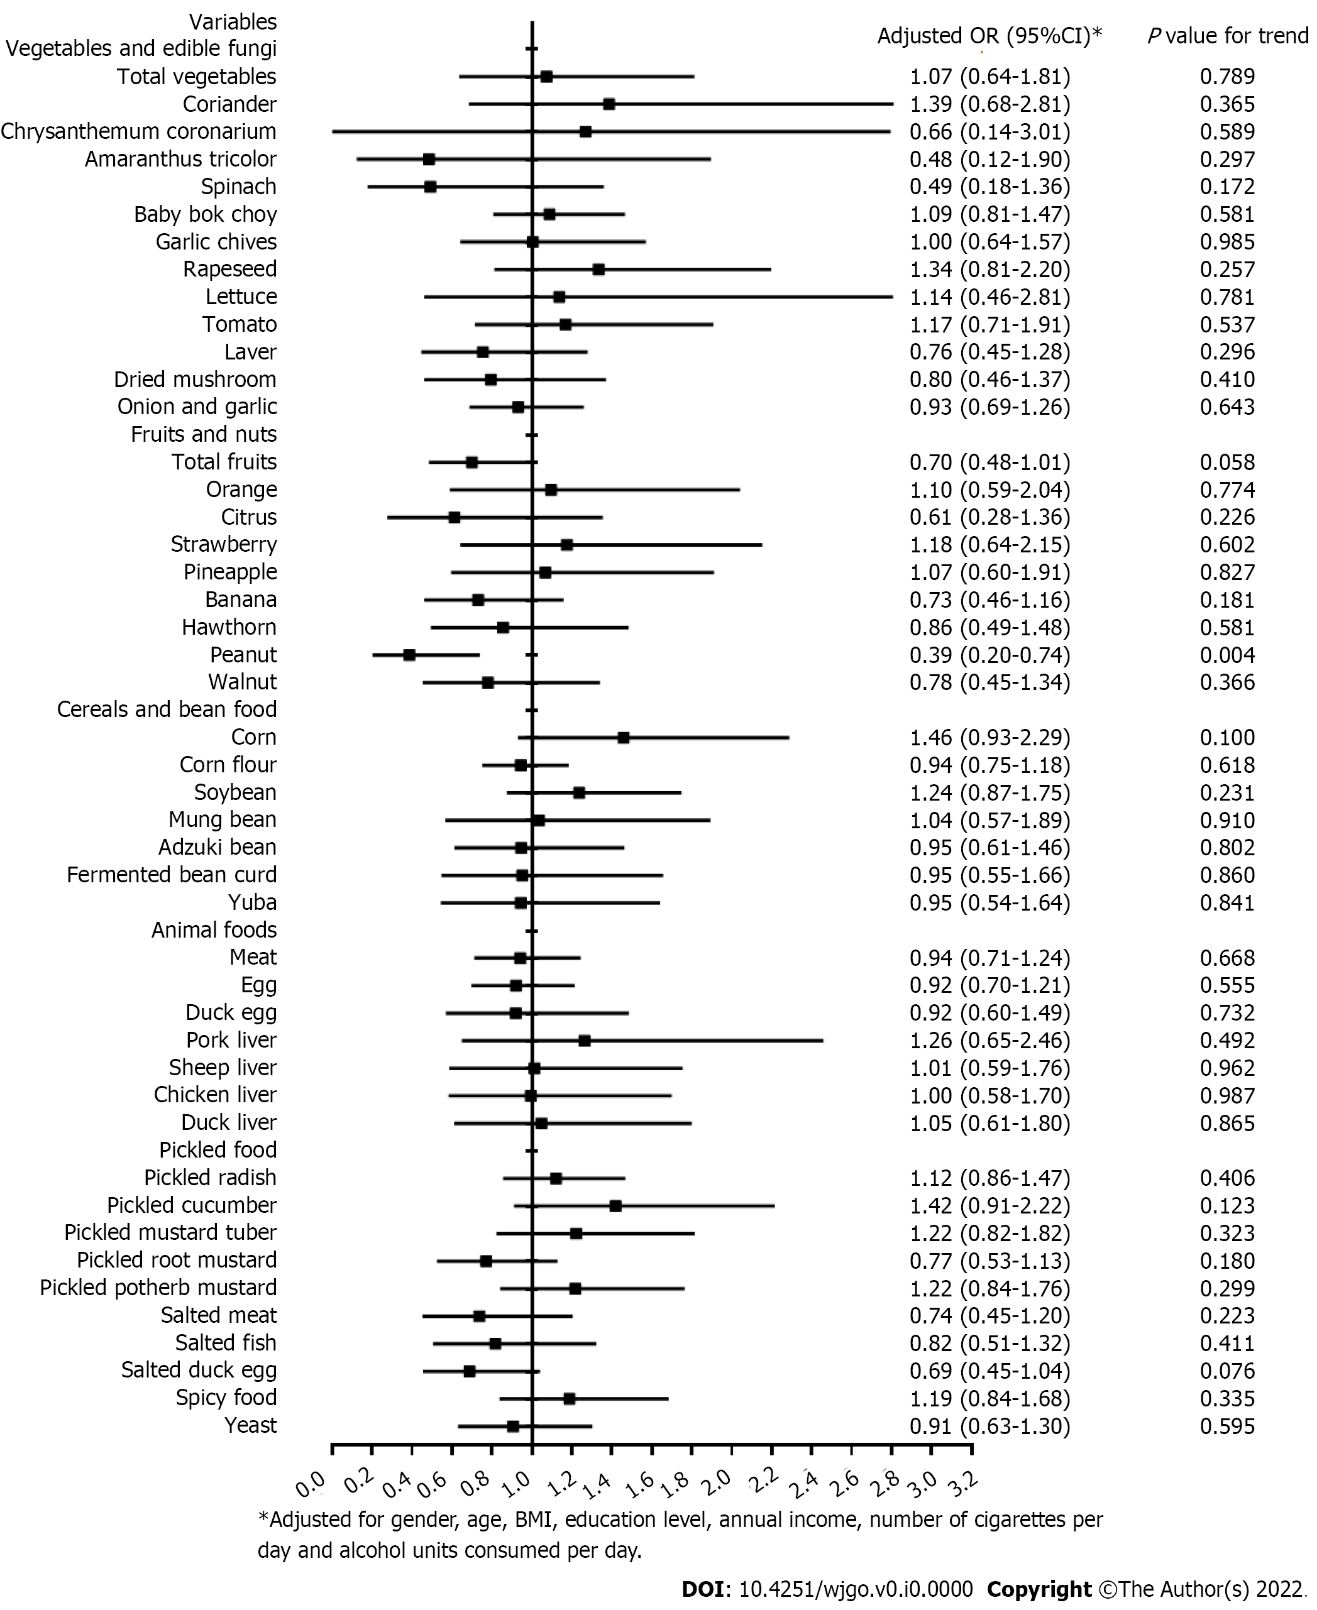 Variables Adjusted OR (95%CI)* P value for trend
Vegetables and edible fungi
Total vegetables 1.07 (0.64-1.81) 0.789
Coriander 1.39 (0.68-2.81) 0.365
Chrysanthemum coronarium 0.66 (0.14-3.01) 0.589
Amaranthus tricolor 0.48 (0.12-1.90) 0.297
Spinach 0.49 (0.18-1.36) 0.172
Baby bok choy 1.09 (0.81-1.47) 0.581
Garlic chives 1.00 (0.64-1.57) 0.985
Rapeseed 1.34 (0.81-2.20) 0.257
Lettuce 1.14 (0.46-2.81) 0.781
Tomato 1.17 (0.71-1.91) 0.537
Laver 0.76 (0.45-1.28) 0.296
Dried mushroom 0.80 (0.46-1.37) 0.410
Onion and garlic 0.93 (0.69-1.26) 0.643
Fruits and nuts
Total fruits 0.70 (0.48-1.01) 0.058
Orange 1.10 (0.59-2.04) 0.774
Citrus 0.61 (0.28-1.36) 0.226
Strawberry 1.18 (0.64-2.15) 0.602
Pineapple 1.07 (0.60-1.91) 0.827
Banana 0.73 (0.46-1.16) 0.181
Hawthorn 0.86 (0.49-1.48) 0.581
Peanut 0.39 (0.20-0.74) 0.004
Walnut 0.78 (0.45-1.34) 0.366
Cereals and bean food
Corn 1.46 (0.93-2.29) 0.100
Corn flour 0.94 (0.75-1.18) 0.618
Soybean 1.24 (0.87-1.75) 0.231
Mung bean 1.04 (0.57-1.89) 0.910
Adzuki bean 0.95 (0.61-1.46) 0.802
Fermented bean curd 0.95 (0.55-1.66) 0.860
Yuba 0.95 (0.54-1.64) 0.841
Animal foods
Meat 0.94 (0.71-1.24) 0.668
Egg 0.92 (0.70-1.21) 0.555
Duck egg 0.92 (0.60-1.49) 0.732
Pork liver 1.26 (0.65-2.46) 0.492
Sheep liver 1.01 (0.59-1.76) 0.962
Chicken liver 1.00 (0.58-1.70) 0.987
Duck liver 1.05 (0.61-1.80) 0.865
Pickled food
Pickled radish 1.12 (0.86-1.47) 0.406
Pickled cucumber 1.42 (0.91-2.22) 0.123
Pickled mustard tuber 1.22 (0.82-1.82) 0.323
Pickled root mustard 0.77 (0.53-1.13) 0.180
Pickled potherb mustard 1.22 (0.84-1.76) 0.299
Salted meat 0.74 (0.45-1.20) 0.223
Salted fish 0.82 (0.51-1.32) 0.411
Salted duck egg 0.69 (0.45-1.04) 0.076
Spicy food 1.19 (0.84-1.68) 0.335
Yeast 0.91 (0.63-1.30) 0.595
0.0 0.2 0.4 0.6 0.8 1.0 1.2 1.4 1.6 1.8 2.0 2.2 2.4 2.6 2.8 3.0 3.2
*Adjusted for gender, age, BMI, education level, annual income, number of cigarettes per
day and alcohol units consumed per day.
DOI: 10.4251/wjgo.v0.i0.0000 Copyright ©The Author(s) 2022.